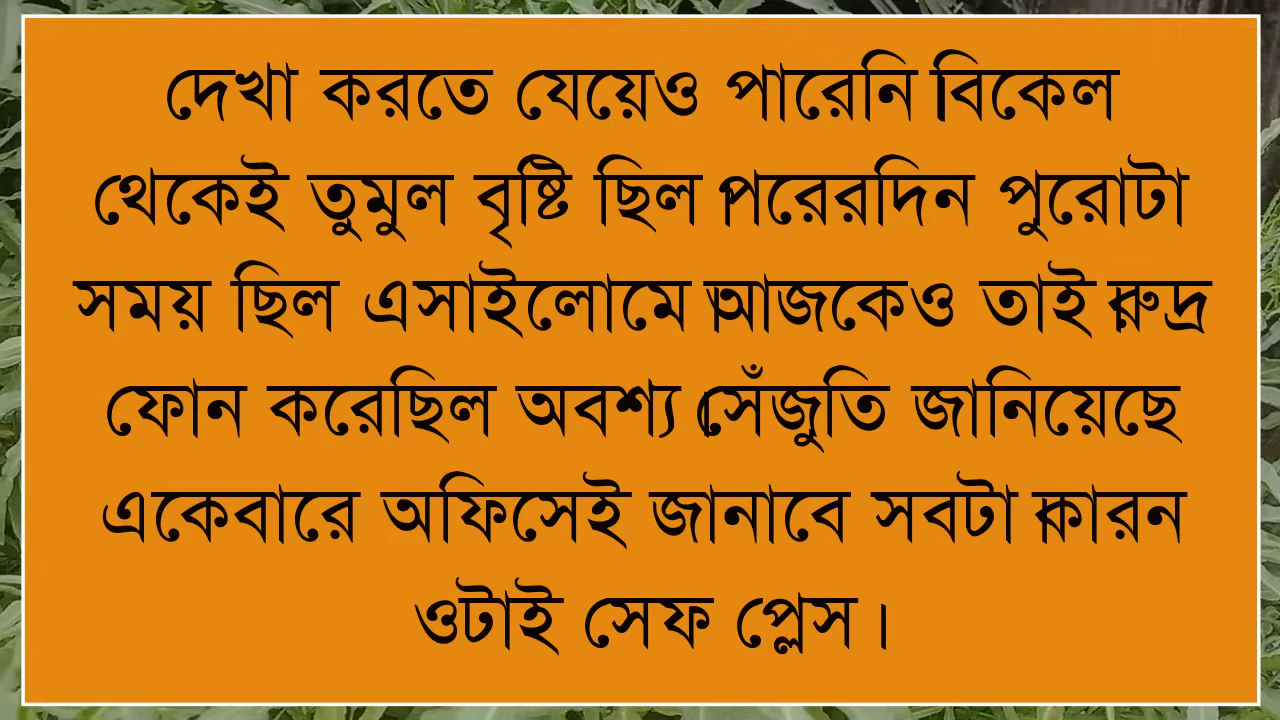 দেখা করতে যেয়েও পারেনি।বিকেল
থেকেই তুমুল বৃষ্টি ছিল।পরেরদিন পুরোটা
সময় ছিল এসাইলোমে।আজকেও তাই।রুদ্র
ফোন করেছিল অবশ্য।সেঁজুতি জানিয়েছে
একেবারে অফিসেই জানাবে সবটা।কারন
ওটাই সেফ প্লেস।